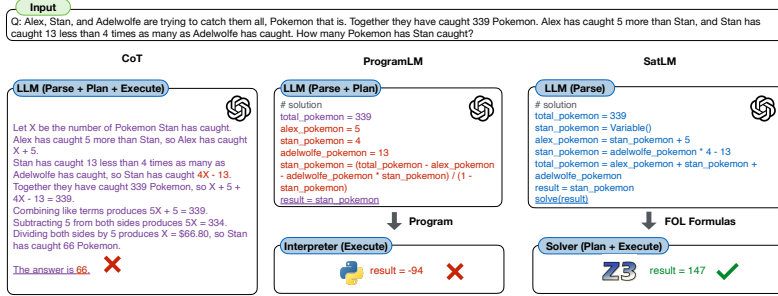 Input
Q: Alex, Stan, and Adelwolfe are trying to catch them all, Pokemon that is. Together they have caught 339 Pokemon. Alex has caught 5 more than Stan, and Stan has
caught 13 less than 4 times as many as Adelwolfe has caught. How many Pokemon has Stan caught?
CoT
LLM (Parse + Plan + Execute)
Let X be the number of Pokemon Stan has caught.
Alex has caught 5 more than Stan, so Alex has caught
X + 5.
Stan has caught 13 less than 4 times as many as
Adelwolfe has caught, so Stan has caught 4X - 13.
Together they have caught 339 Pokemon, so X + 5 +
4X - 13 = 339.
Combining like terms produces 5X + 5 = 339.
Subtracting 5 from both sides produces 5X = 334.
Dividing both sides by 5 produces X = $66.80, so Stan
has caught 66 Pokemon.
The answer is 66.
ProgramLM
LLM (Parse + Plan)
# solution
total_pokemon = 339
alex_pokemon = 5
stan_pokemon = 4
adelwolfe_pokemon = 13
stan_pokemon = (total_pokemon - alex_pokemon
- adelwolfe_pokemon * stan_pokemon) / (1 -
stan_pokemon)
result = stan_pokemon
Program
Interpreter (Execute)
result = -94
SatLM
LLM (Parse)
# solution
total_pokemon = 339
stan_pokemon = Variable()
alex_pokemon = stan_pokemon + 5
stan_pokemon = adelwolfe_pokemon * 4 - 13
total_pokemon = alex_pokemon + stan_pokemon +
adelwolfe_pokemon
result = stan_pokemon
solve(result)
FOL Formulas
Solver (Plan + Execute)
Z3 result = 147